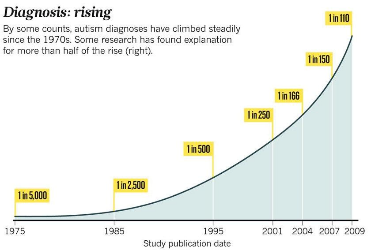 Diagnosis: rising
By some counts, autism diagnoses have climbed steadily
since the 1970s. Some research has found explanation
for more than half of the rise (right).
1 in 110
1 in 150
1 in 166
1 in 250
1 in 500
1 in 2,500
1 in 5,000
1975 1985 1995 2001 2004 2007 2009
Study publication date